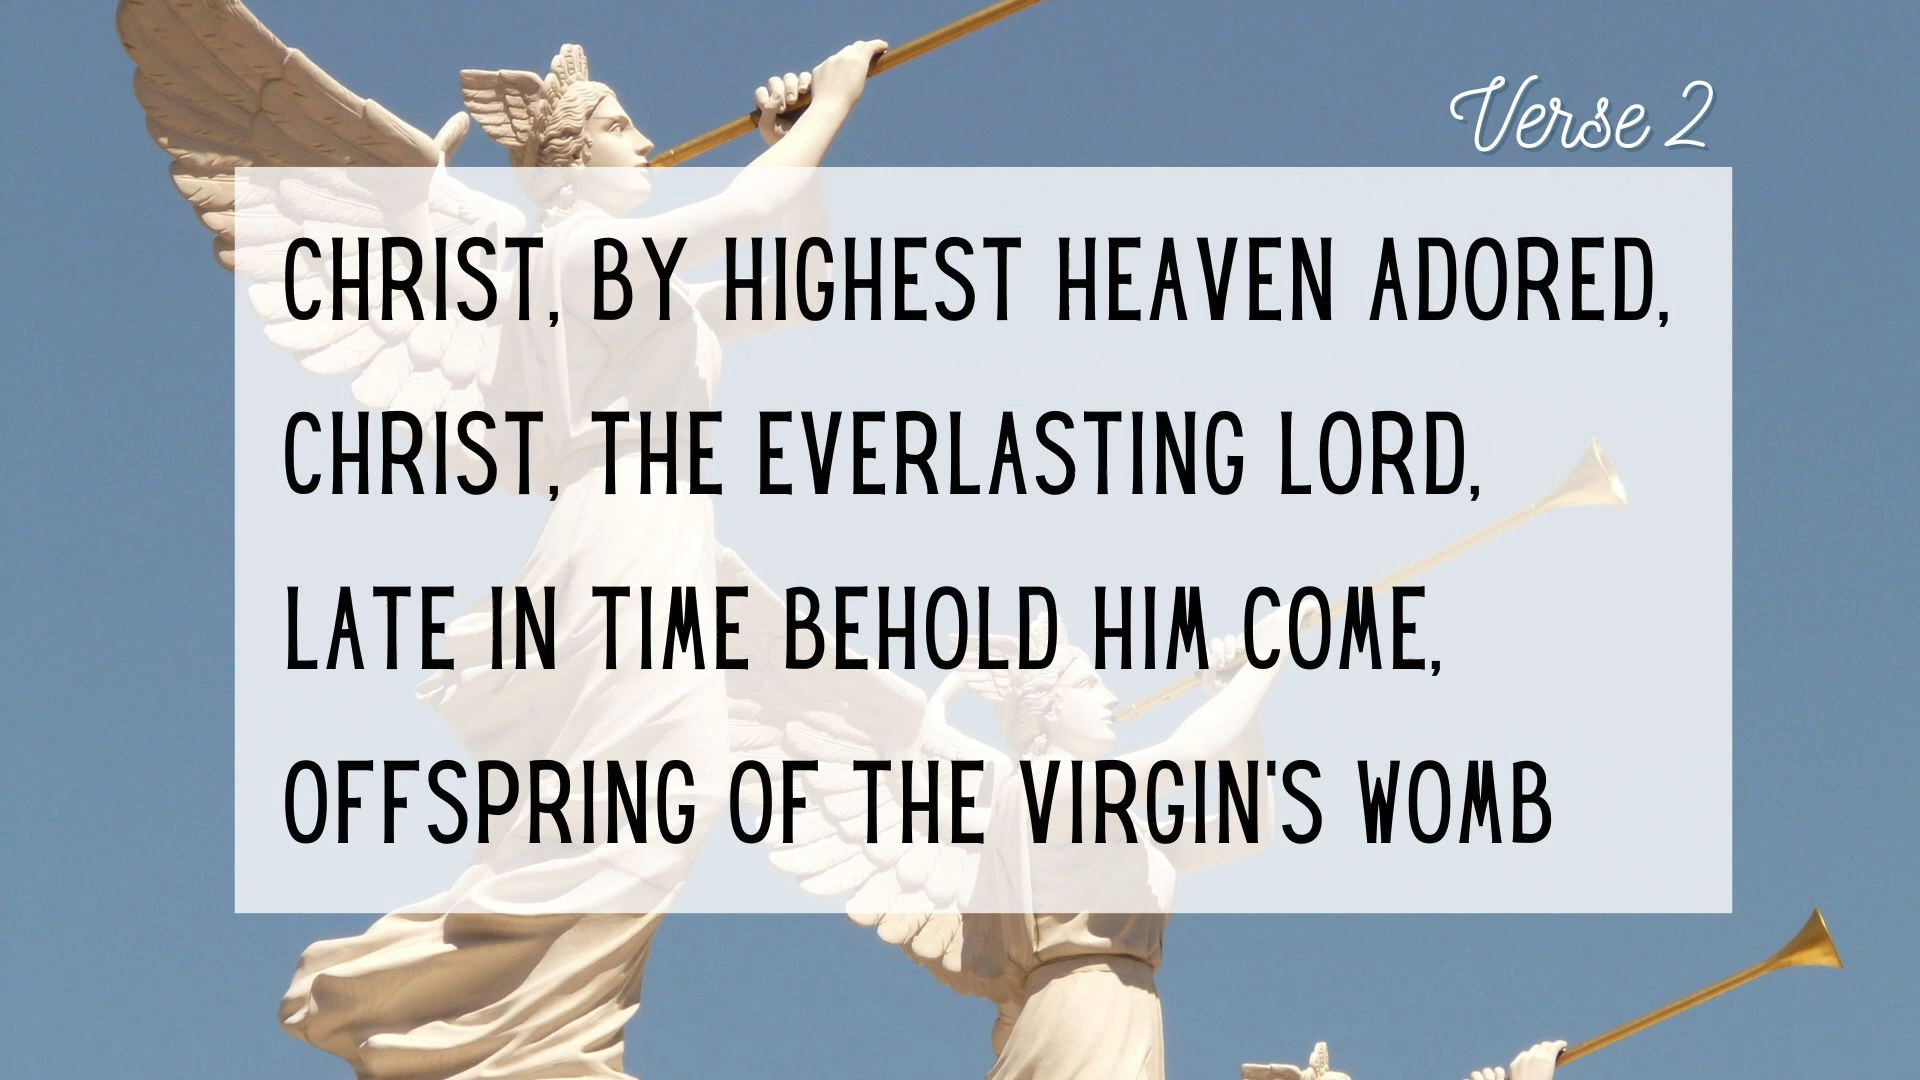 Verse 2
CHRIST, BY HIGHEST HEAVEN ADORED,
CHRIST, THE EVERLASTING LORD,
LATE IN TIME BEHOLD HIM COME,
OFFSPRING OF THE VIRGIN'S WOMB